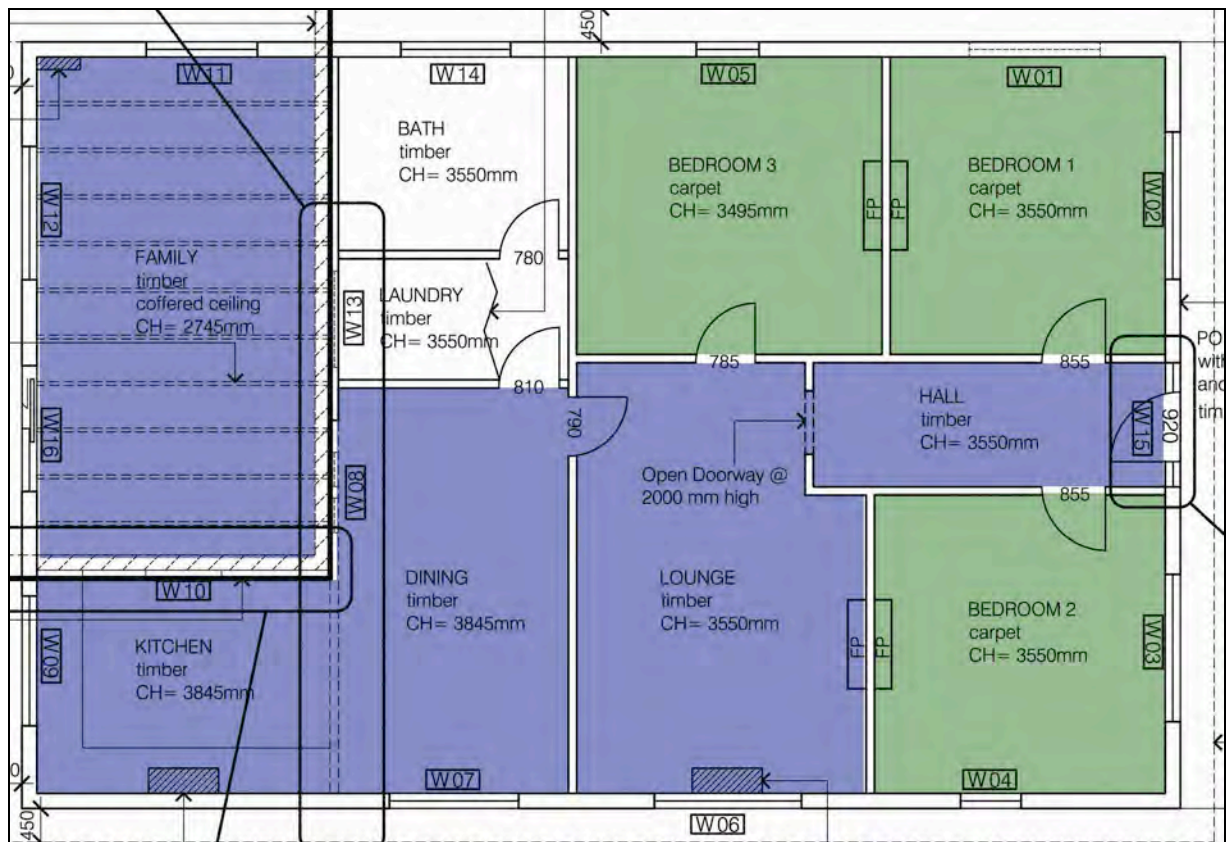 450
W11
W14
W05
W01
BATH
timber
CH= 3550mm
BEDROOM 3
carpet
CH= 3495mm
FP
FP
BEDROOM 1
carpet
CH= 3550mm
W02
W12
FAMILY
timber
coffered ceiling
CH= 2745mm
780
W13
LAUNDRY
timber
CH= 3550mm
810
785
855
PO
with
and
tim
W16
790
HALL
timber
CH= 3550mm
W15
920
W08
Open Doorway @
2000 mm high
855
W10
DINING
timber
CH= 3845mm
LOUNGE
timber
CH= 3550mm
FP
FP
BEDROOM 2
carpet
CH= 3550mm
W03
W09
KITCHEN
timber
CH= 3845mm
0
W07
W04
450
W06